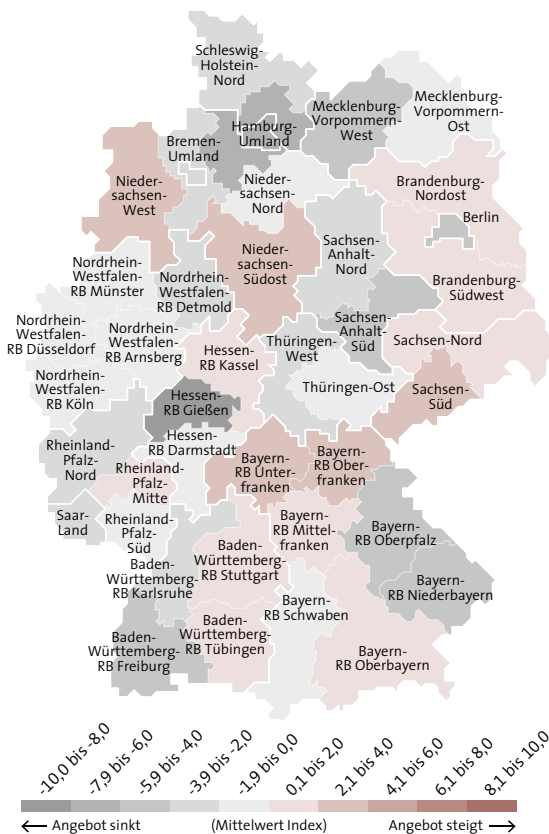 Schleswig-
Holstein-
Nord
Mecklenburg-
Vorpommern-
Ost
Mecklenburg-
Vorpommern-
West
Hamburg-
Umland
Bremen-
Umland
Nieder-
sachsen-
West
Nieder-
sachsen-
Nord
Brandenburg-
Nordost
Berlin
Nieder-
sachsen-
Südost
Sachsen-
Anhalt-
Nord
Nordrhein-
Westfalen-
RB Münster
Nordrhein-
Westfalen-
RB Detmold
Brandenburg-
Südwest
Nordrhein-
Westfalen-
RB Düsseldorf
Nordrhein-
Westfalen-
RB Arnsberg
Sachsen-
Anhalt-
Süd
Sachsen-Nord
Hessen-
RB Kassel
Thüringen-
West
Nordrhein-
Westfalen-
RB Köln
Thüringen-Ost
Sachsen-
Süd
Hessen-
RB Gießen
Hessen-
RB Darmstadt
Rheinland-
Pfalz-
Nord
Bayern-
RB Unter-
franken
Bayern-
RB Ober-
franken
Rheinland-
Pfalz-
Mitte
Saar-
Land
Rheinland-
Pfalz-
Süd
Bayern-
RB Mittel-
franken
Bayern-
RB Oberpfalz
Baden-
Württemberg-
RB Stuttgart
Baden-
Württemberg-
RB Karlsruhe
Bayern-
RB Niederbayern
Bayern-
RB Schwaben
Baden-
Württemberg-
RB Tübingen
Baden-
Württemberg-
RB Freiburg
Bayern-
RB Oberbayern
-10,0 bis -8,0
-7,9 bis -6,0
-5,9 bis -4,0
-3,9 bis -2,0
-1,9 bis 0,0
0,1 bis 2,0
2,1 bis 4,0
4,1 bis 6,0
6,1 bis 8,0
8,1 bis 10,0
← Angebot sinkt (Mittelwert Index) Angebot steigt →